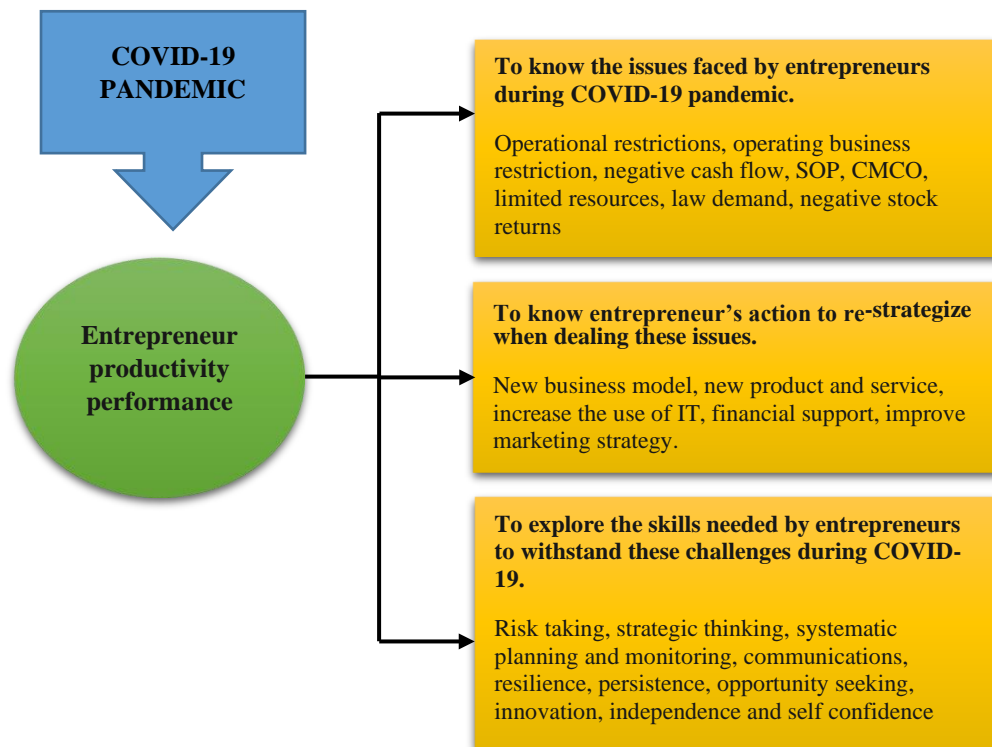 COVID-19
PANDEMIC
Entrepreneur
productivity
performance
To know the issues faced by entrepreneurs
during COVID-19 pandemic.
Operational restrictions, operating business
restriction, negative cash flow, SOP, CMCO,
limited resources, law demand, negative stock
returns
To know entrepreneur’s action to re-strategize
when dealing these issues.
New business model, new product and service,
increase the use of IT, financial support, improve
marketing strategy.
To explore the skills needed by entrepreneurs
to withstand these challenges during COVID-
19.
Risk taking, strategic thinking, systematic
planning and monitoring, communications,
resilience, persistence, opportunity seeking,
innovation, independence and self confidence